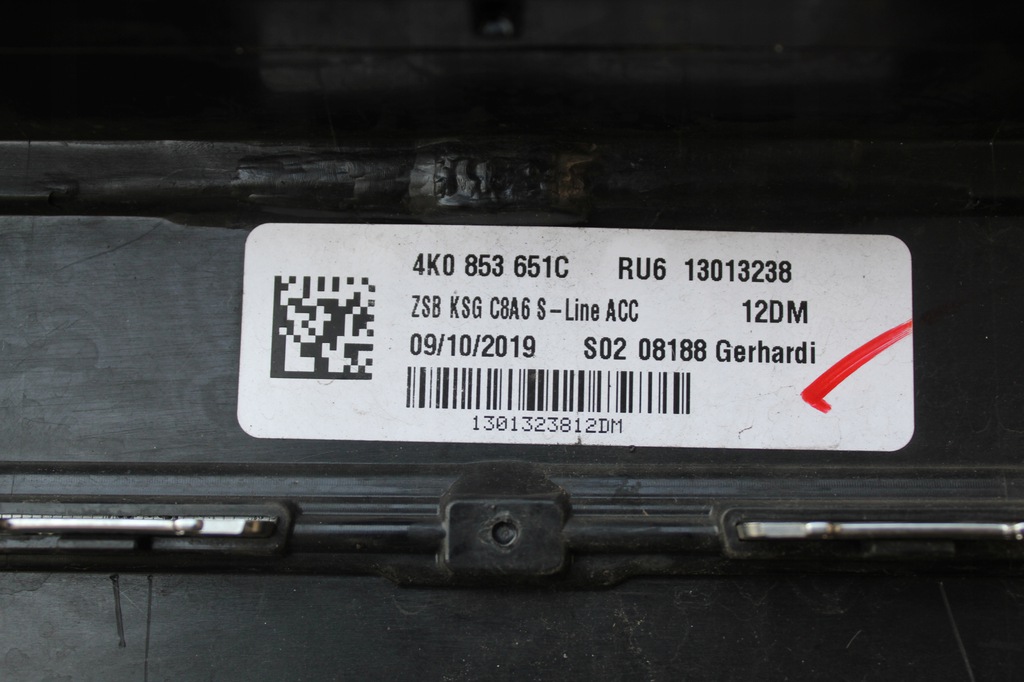 4K0 853 651C RU6 13013238
ZSB KSG C8A6 S-Line ACC 12DM
09/10/2019 S02 08188 Gerhardi
1301323812DM